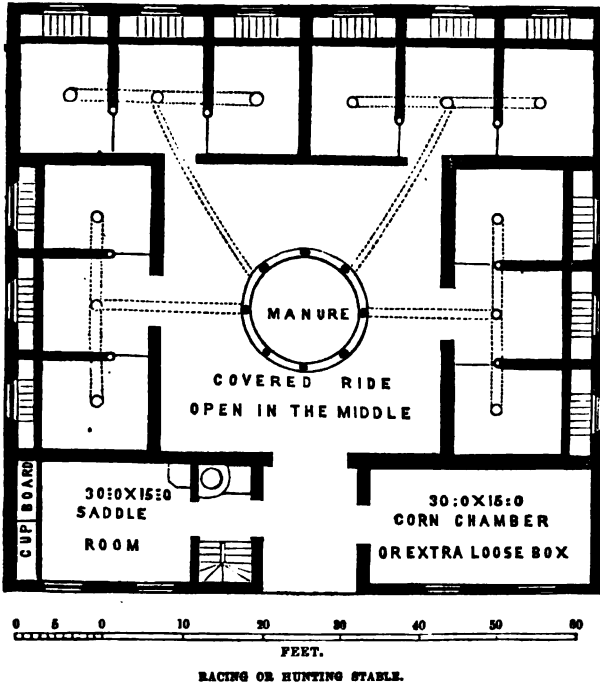 MANURE
COVERED RIDE
OPEN IN THE MIDDLE
CUP BOARD
30:0X15:0
SADDLE
ROOM
30:0X15:0
CORN CHAMBER
OR EXTRA LOOSE BOX
0 5 0 10 20 30 40 50 60
FEET.
RACING OR HUNTING STABLE.